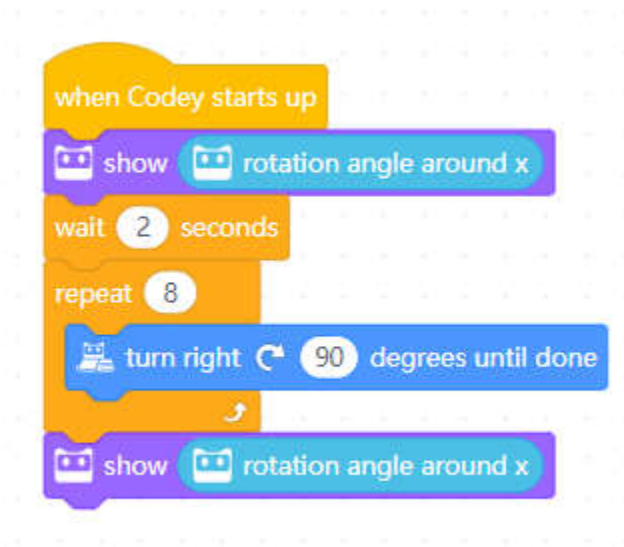 when Codey starts up
show rotation angle around x
wait 2 seconds
repeat 8
turn right 90 degrees until done
show rotation angle around x